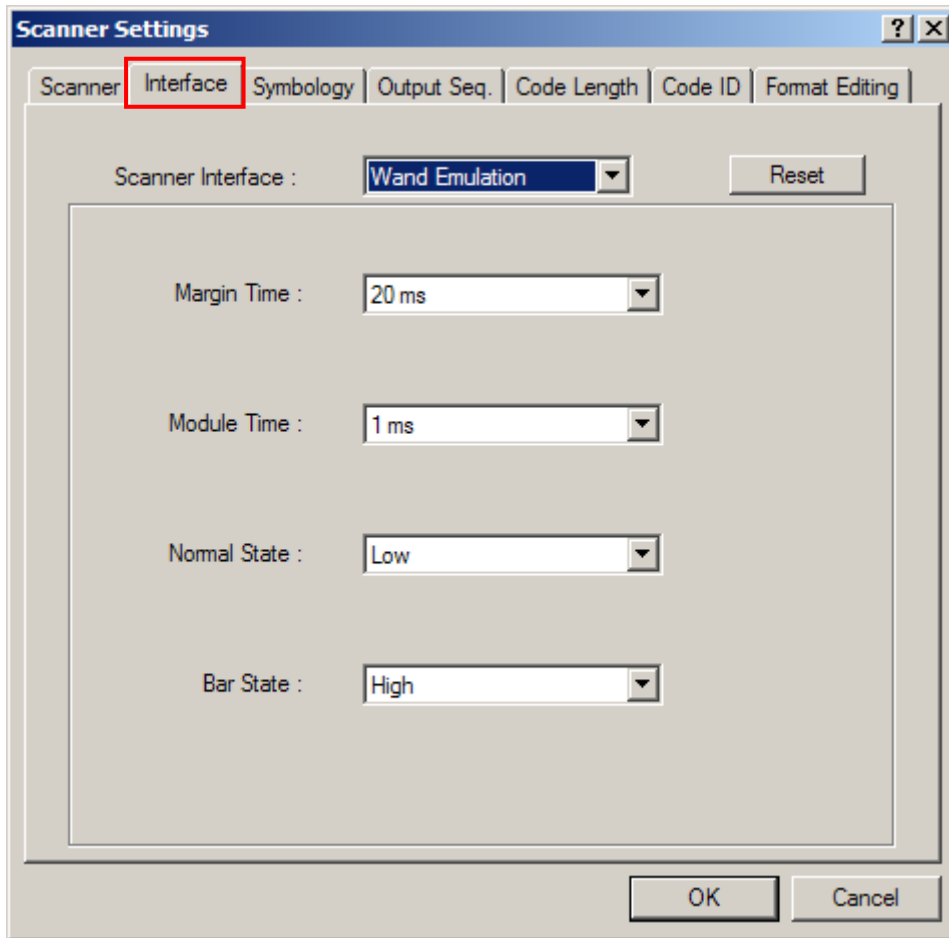 Scanner Settings
Scanner Interface Symbology Output Seq. Code Length Code ID Format Editing
Scanner Interface : Wand Emulation Reset
Margin Time : 20 ms
Module Time : 1 ms
Normal State : Low
Bar State : High
OK Cancel